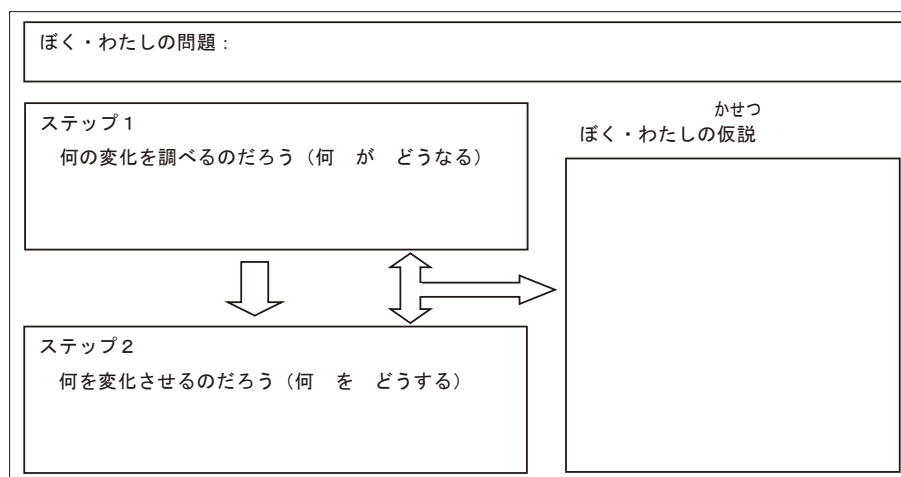 ぼく・わたしの問題：
ステップ１
何の変化を調べるのだろう（何　が　どうなる）
かせつ
ぼく・わたしの仮説
ステップ２
何を変化させるのだろう（何　を　どうする）